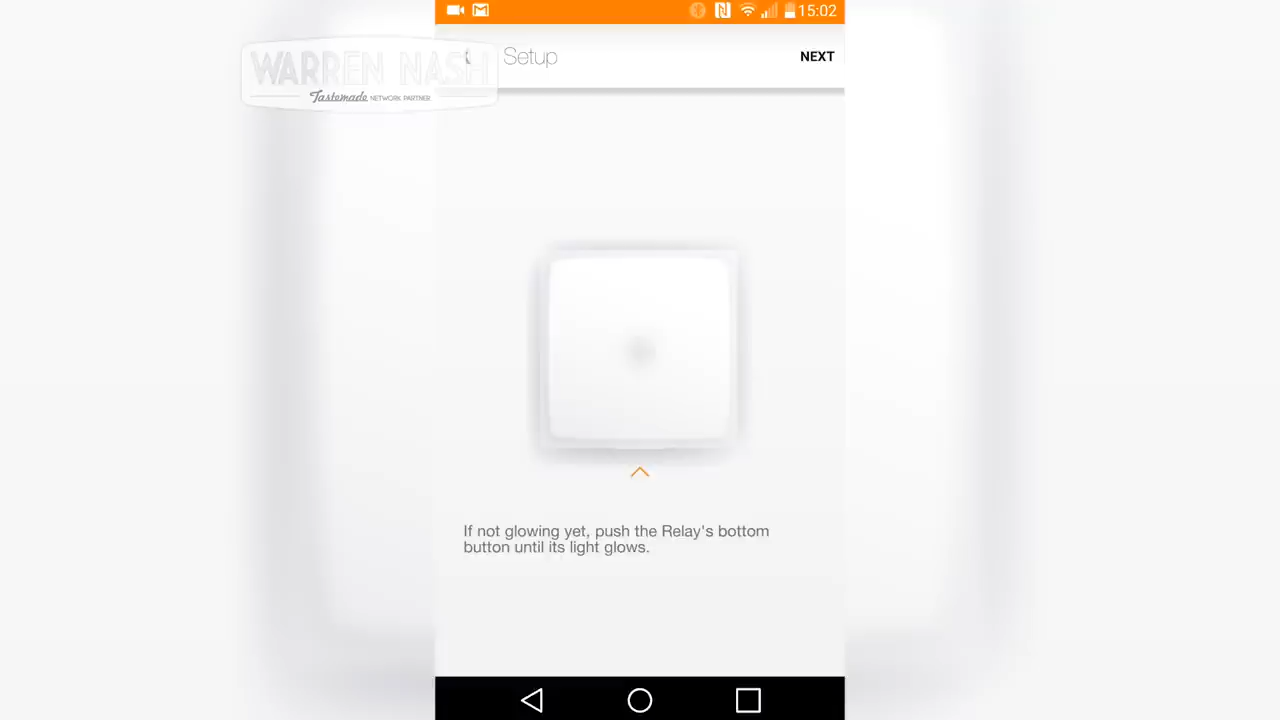 15:02
WARREN NASH
Tastemade NETWORK PARTNER
Setup
NEXT
If not glowing yet, push the Relay's bottom
button until its light glows.